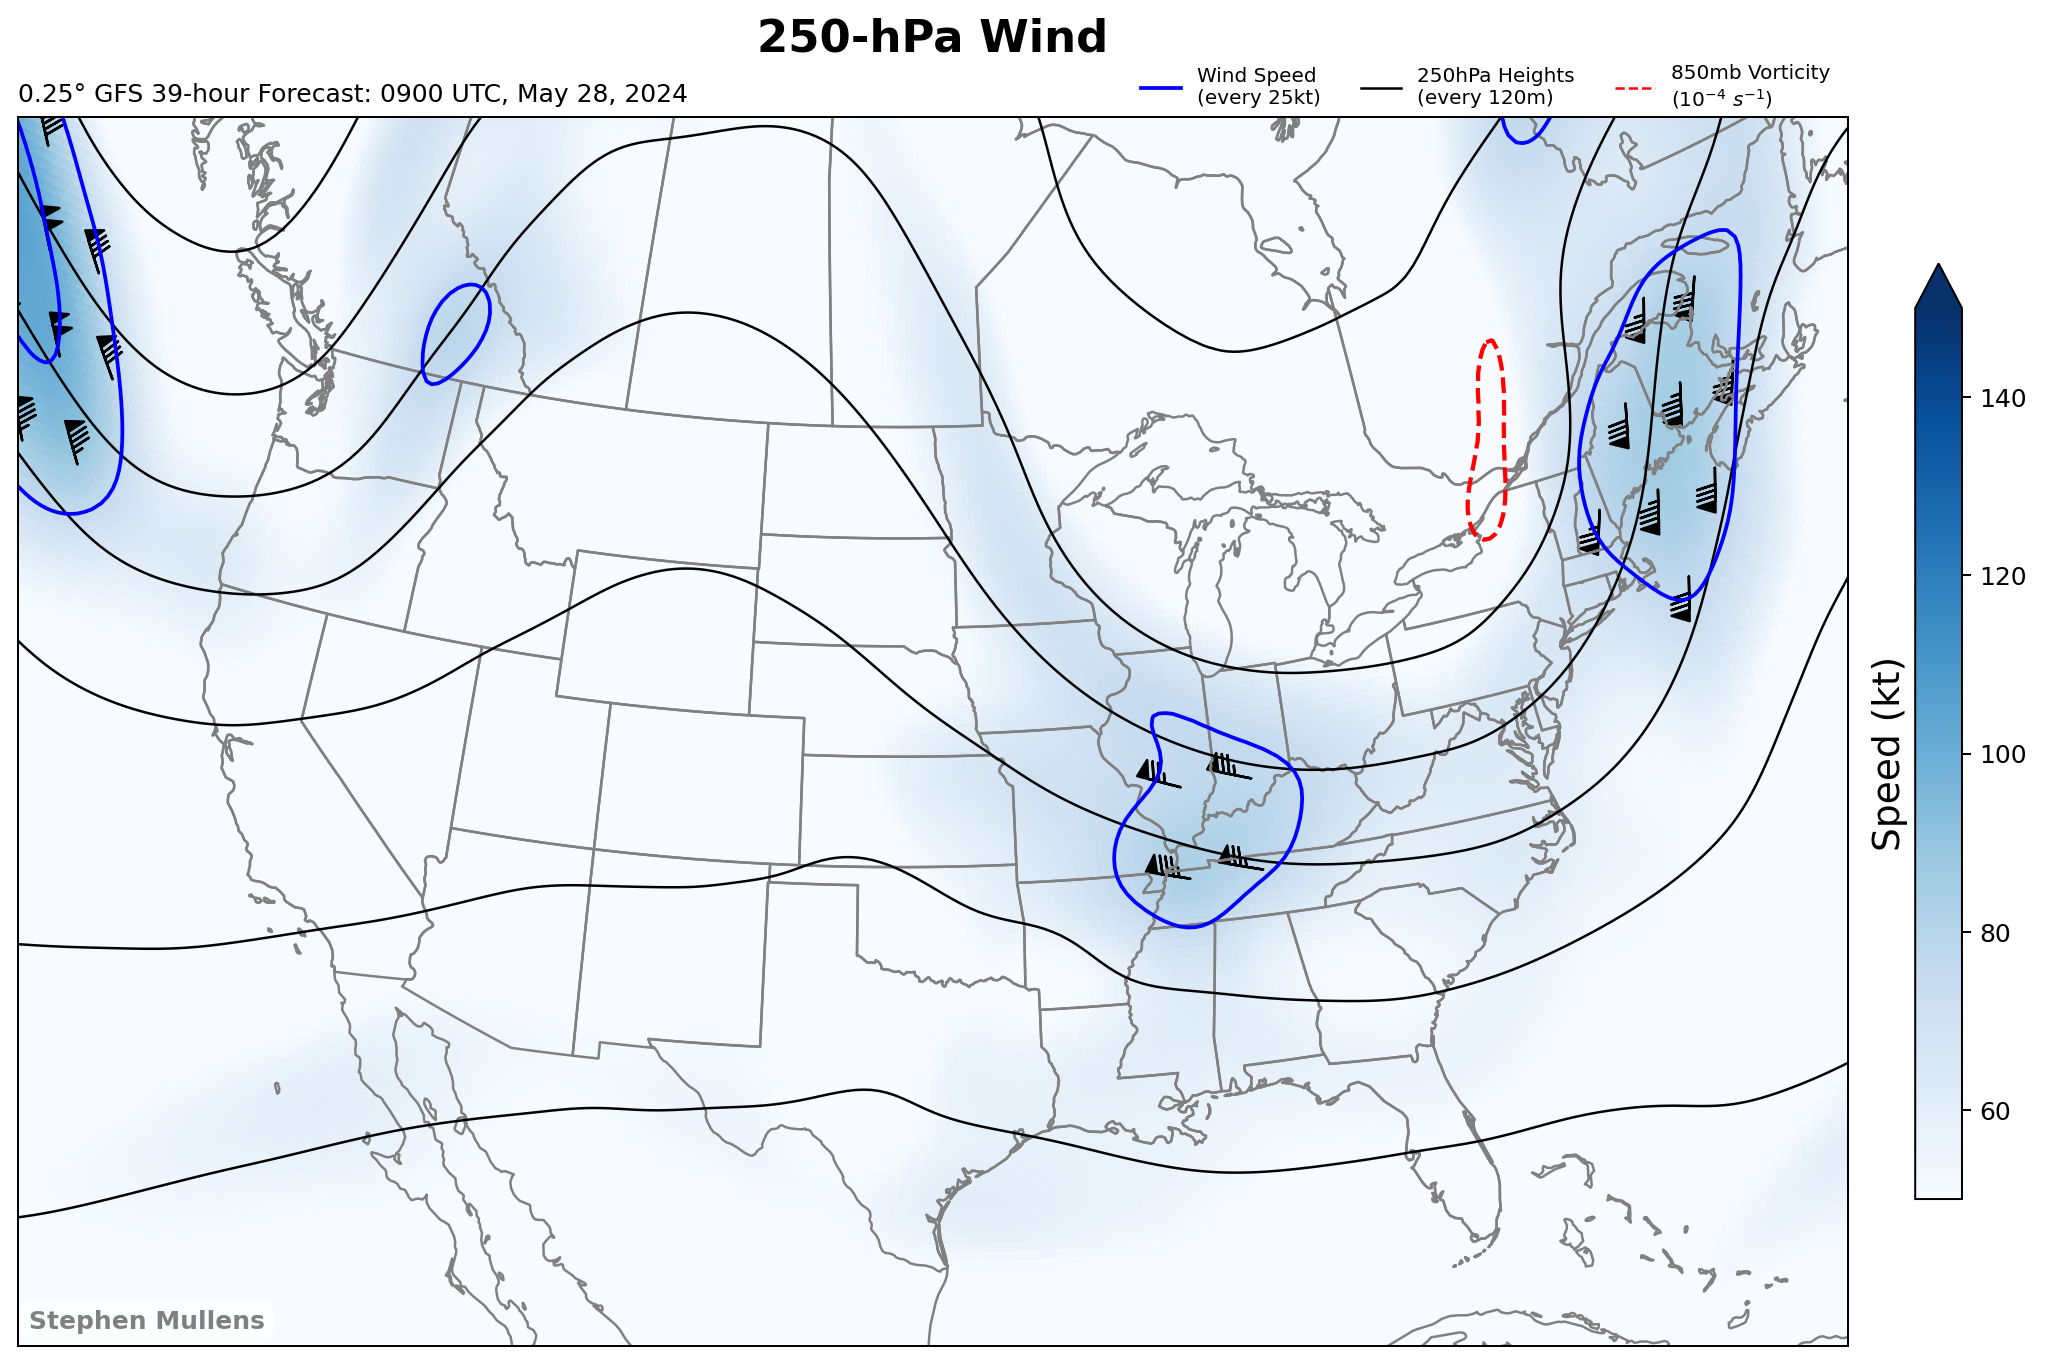 250-hPa Wind
0.25° GFS 39-hour Forecast: 0900 UTC, May 28, 2024
Wind Speed
(every 25kt)
250hPa Heights
(every 120m)
850mb Vorticity
(10⁻⁴ s⁻¹)
140
120
100
80
60
Speed (kt)
Stephen Mullens